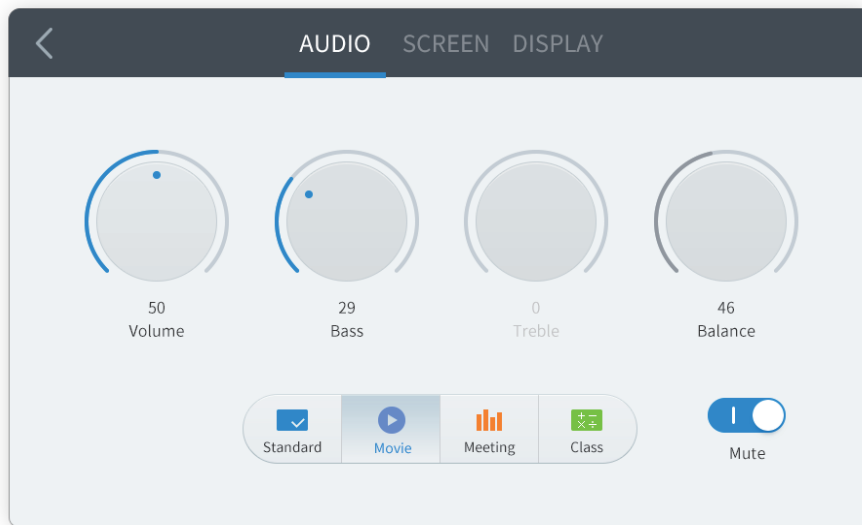 AUDIO SCREEN DISPLAY
50 29 0 46
Volume Bass Treble Balance
Standard Movie Meeting Class
Mute